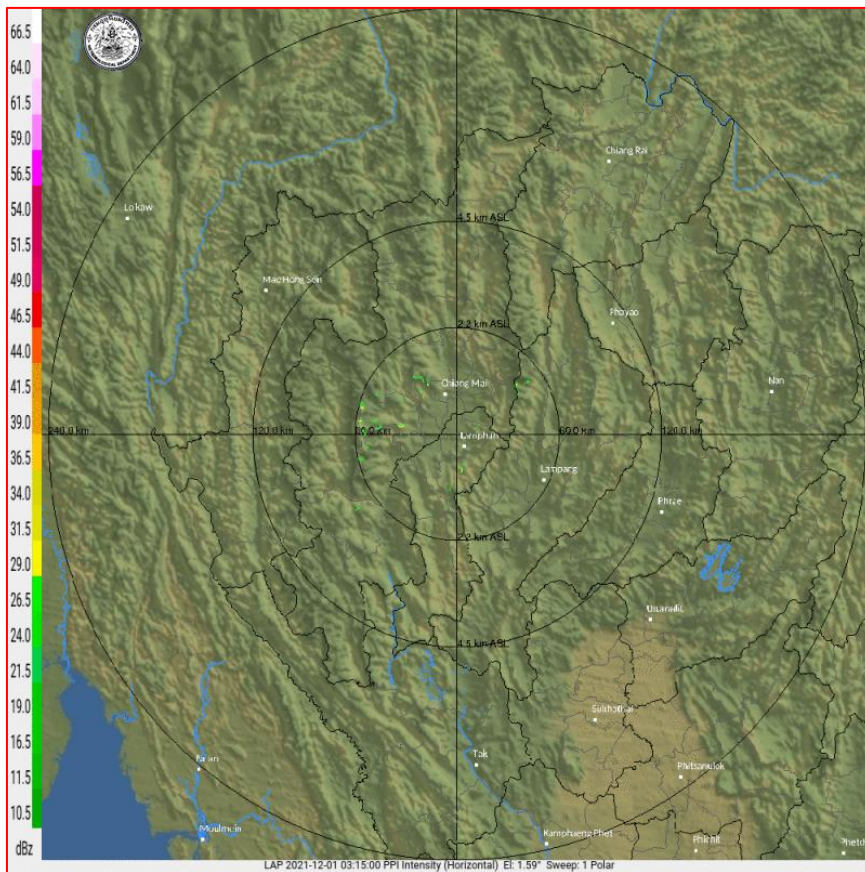 66.5
64.0
61.5
59.0
56.5
54.0
51.5
49.0
46.5
44.0
41.5
39.0
36.5
34.0
31.5
29.0
26.5
24.0
21.5
19.0
16.5
11.5
10.5
dBz
Chiang Rai
Loikaw
4.5 km ASL
Mae Hong Son
Phayao
2.2 km ASL
Chiang Mai
Nan
240.0 km
120.0 km
60.0 km
60.0 km
120.0 km
Lamphun
Lampang
Phrae
2.2 km ASL
Uttaradit
4.5 km ASL
Sukhothai
Tak
Pa'an
Phitsanulok
Moulmein
Kamphaeng Phet
Phichit
LAP 2021-12-01 03:15:00 PPI Intensity (Horizontal) El: 1.59° Sweep: 1 Polar